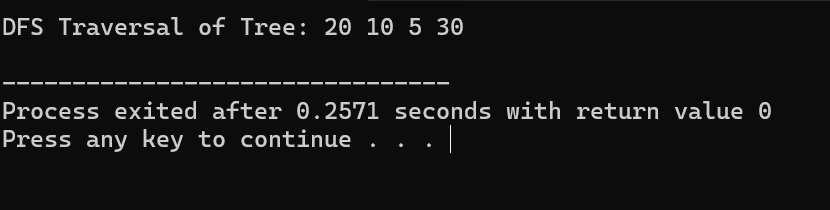 DFS Traversal of Tree: 20 10 5 30
--------------------------------
Process exited after 0.2571 seconds with return value 0
Press any key to continue . . .